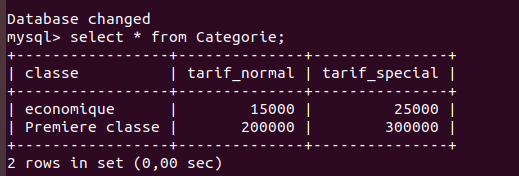 Database changed
mysql> select * from Categorie;
+-----------------+--------------+---------------+
| classe          | tarif_normal | tarif_special |
+-----------------+--------------+---------------+
| economique      |        15000 |         25000 |
| Premiere classe |       200000 |        300000 |
+-----------------+--------------+---------------+
2 rows in set (0,00 sec)